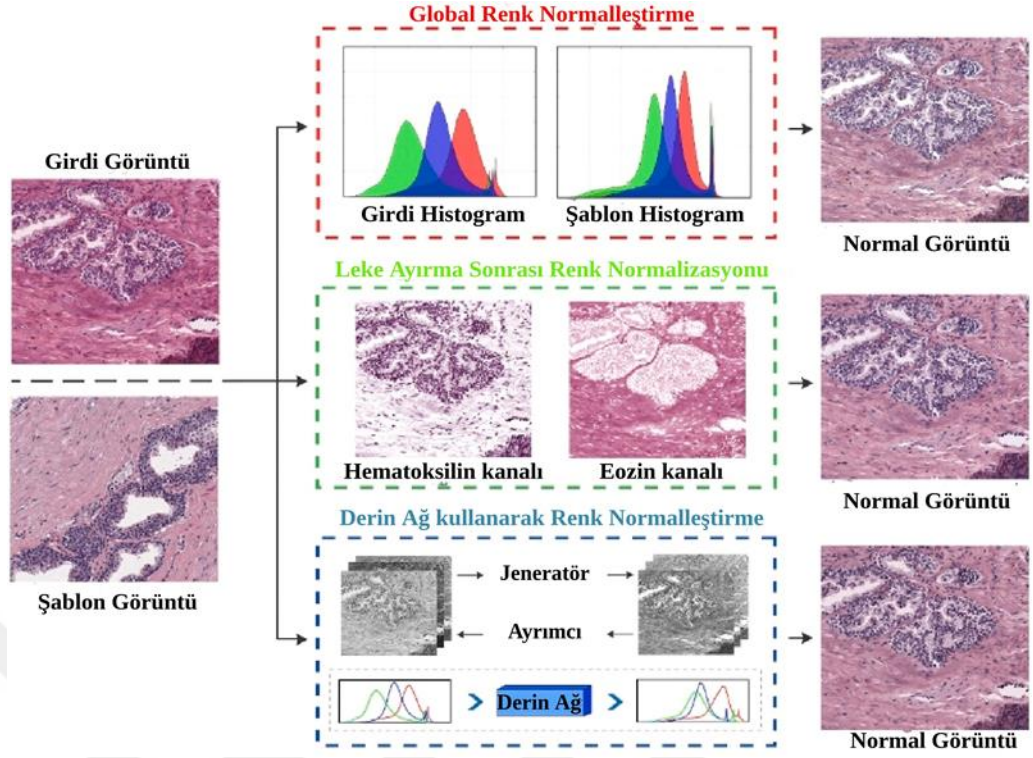 Global Renk Normalleştirme
Girdi Görüntü
Girdi Histogram
Şablon Histogram
Normal Görüntü
Leke Ayırma Sonrası Renk Normalizasyonu
Hematoksilin kanalı
Eozin kanalı
Normal Görüntü
Şablon Görüntü
Derin Ağ kullanarak Renk Normalleştirme
Jeneratör
Ayrımcı
Derin Ağ
Normal Görüntü